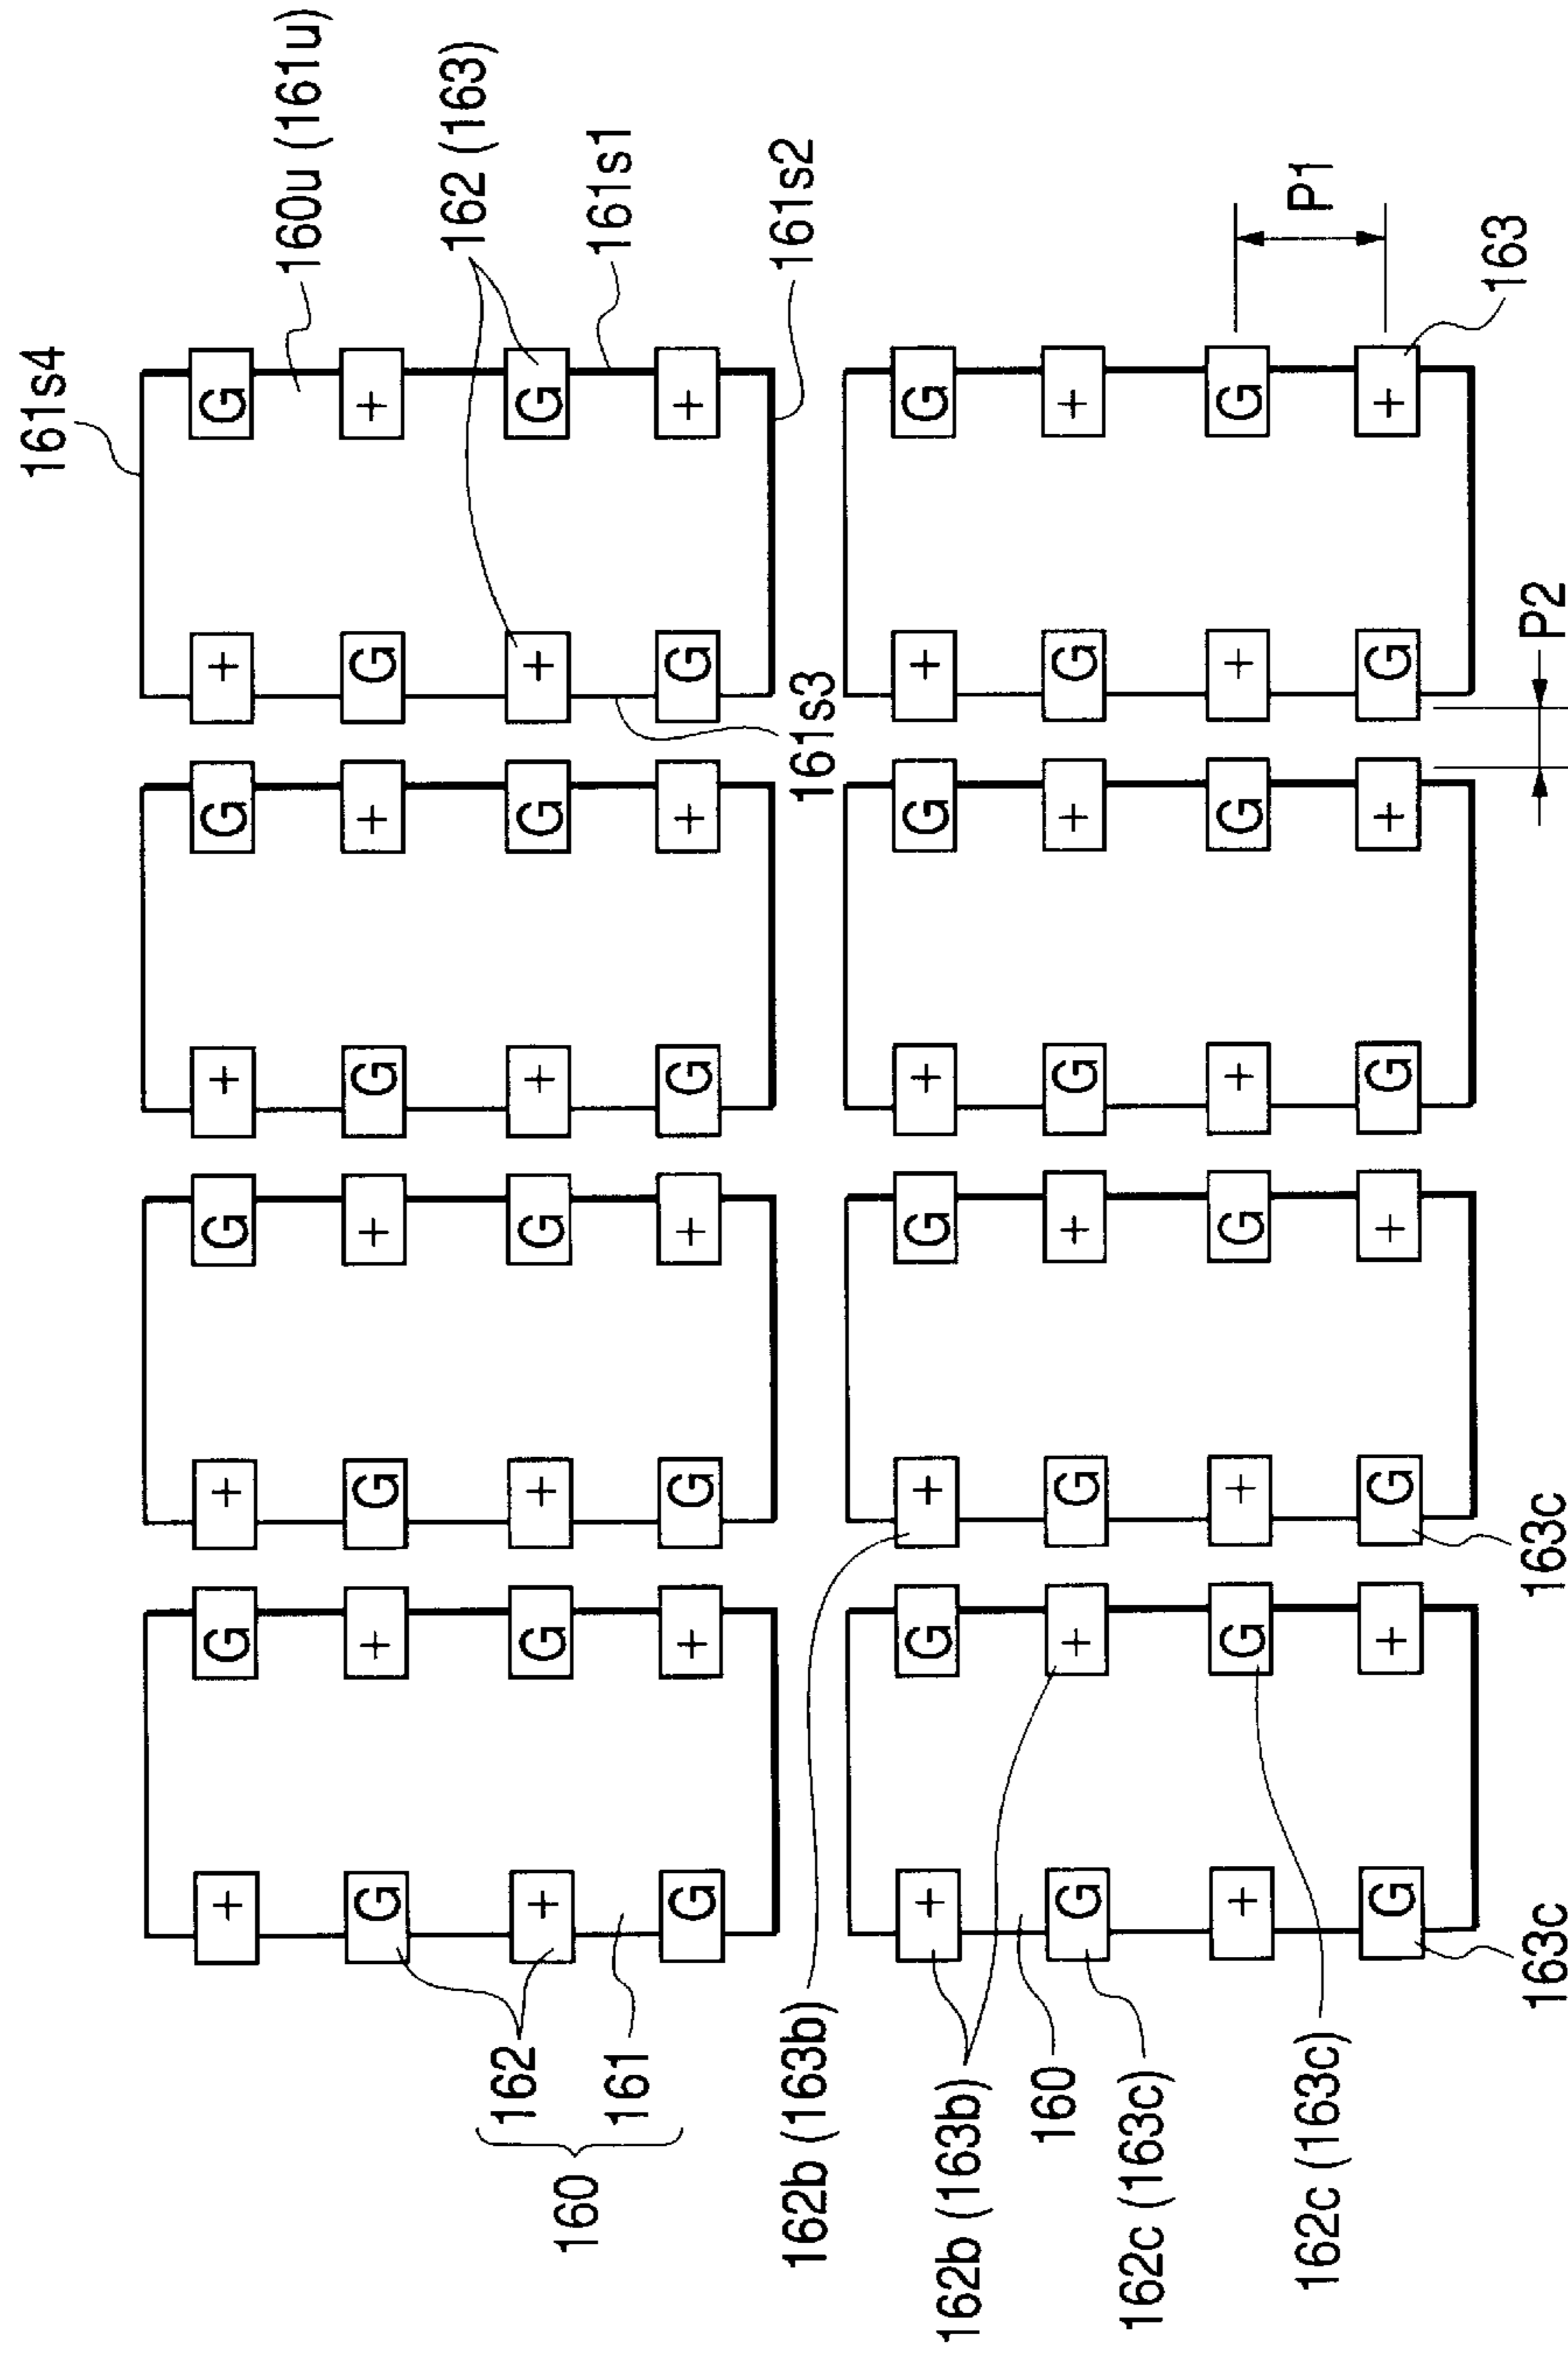 161s4
+ G + G + G + G
160u (161u)
G + G + G + G +
162 (163)
162
+ G + G + G + G
160
161s1
161
G + G + G + G +
161s2
162b (163b)
161s3
+ G + G + G + G
162b (163b)
160
G + G + G + G +
162c (163c)
+ G + G + G + G
P1
162c (163c)
G + G + G + G +
163
163c
163c
P2